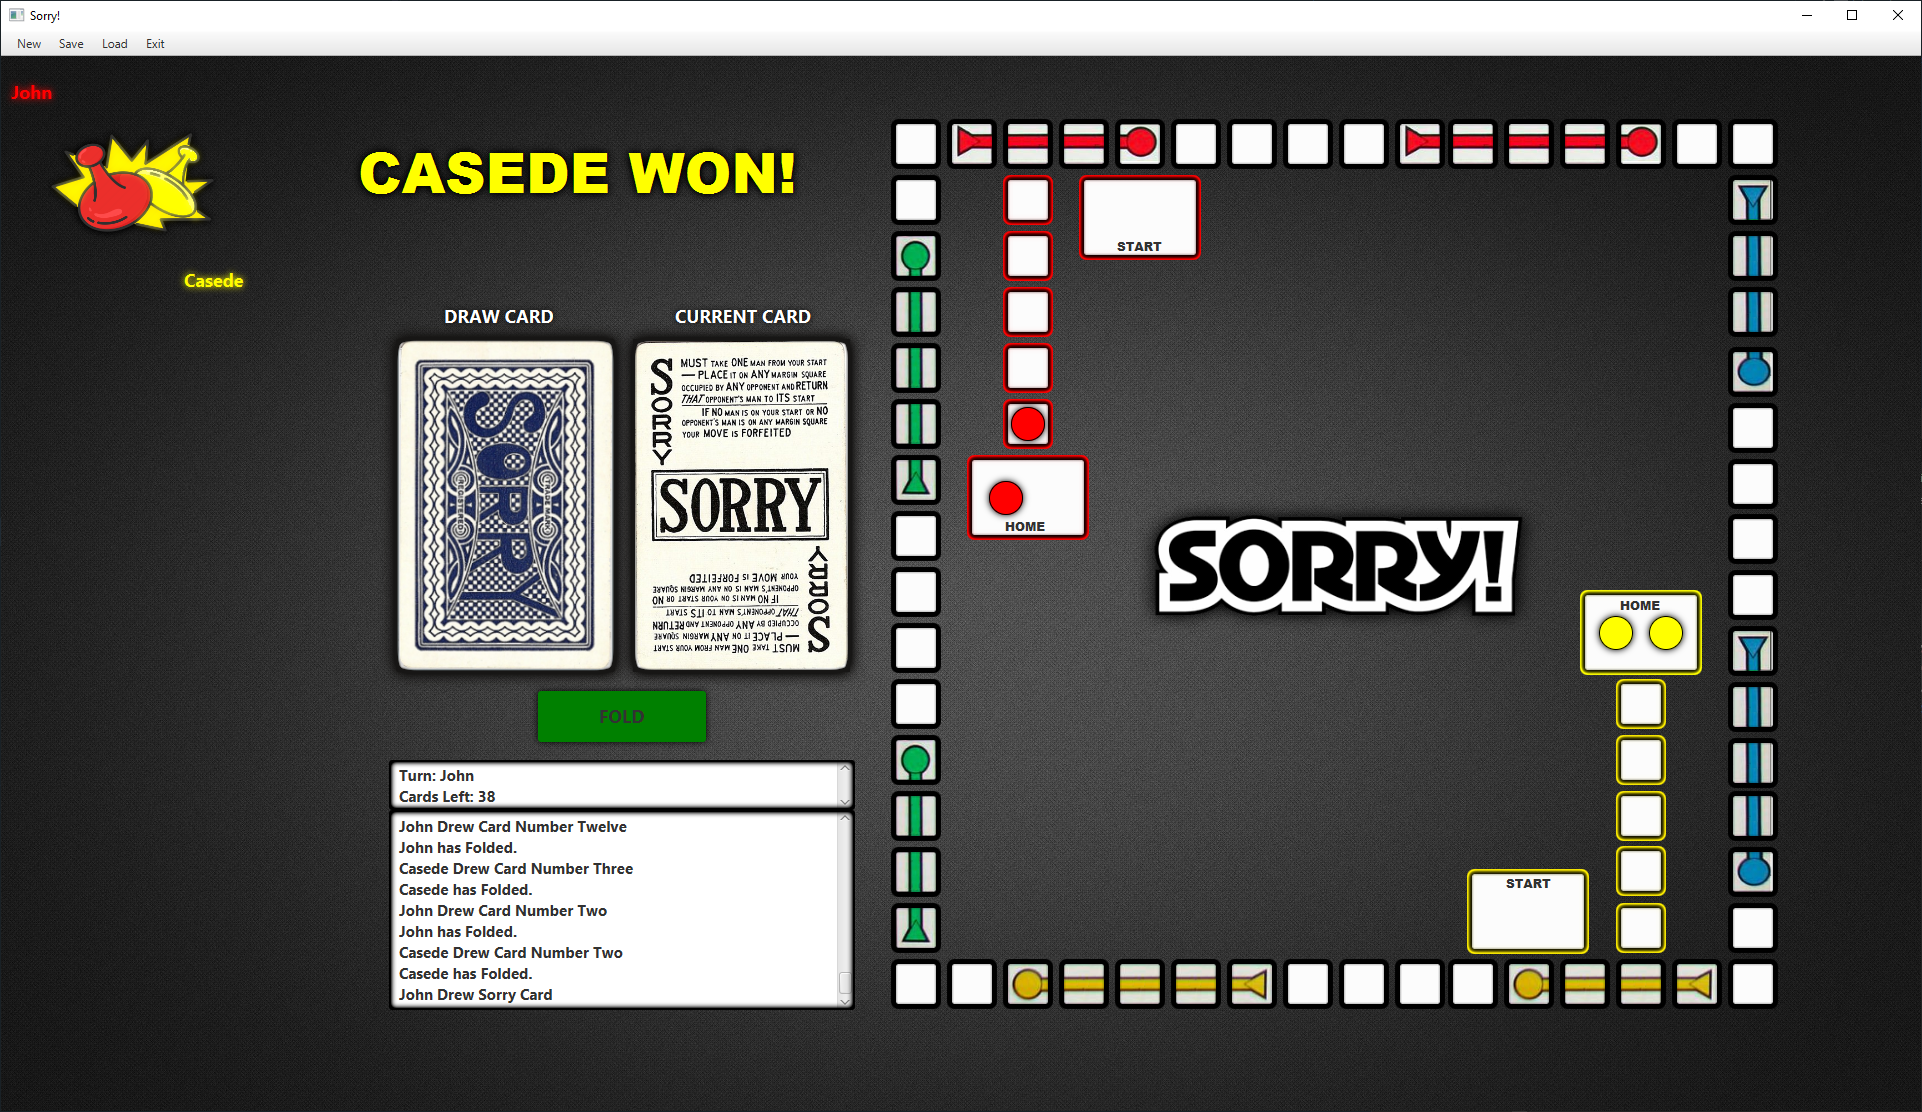 Sorry!
New Save Load Exit
John
CASEDE WON!
Casede
DRAW CARD
CURRENT CARD
SORRY
REGISTERED
TRADE MARK
SORRY
MUST TAKE ONE MAN FROM YOUR START
— PLACE IT ON ANY MARGIN SQUARE
OCCUPIED BY ANY OPPONENT AND RETURN
THAT OPPONENT'S MAN TO ITS START
IF NO MAN IS ON YOUR START OR NO
OPPONENT'S MAN IS ON ANY MARGIN SQUARE
YOUR MOVE IS FORFEITED
SORRY
SORRY
MUST TAKE ONE MAN FROM YOUR START
— PLACE IT ON ANY MARGIN SQUARE
OCCUPIED BY ANY OPPONENT AND RETURN
THAT OPPONENT'S MAN TO ITS START
IF NO MAN IS ON YOUR START OR NO
OPPONENT'S MAN IS ON ANY MARGIN SQUARE
YOUR MOVE IS FORFEITED
FOLD
Turn: John
Cards Left: 38
John Drew Card Number Twelve
John has Folded.
Casede Drew Card Number Three
Casede has Folded.
John Drew Card Number Two
John has Folded.
Casede Drew Card Number Two
Casede has Folded.
John Drew Sorry Card
START
HOME
SORRY!
HOME
START